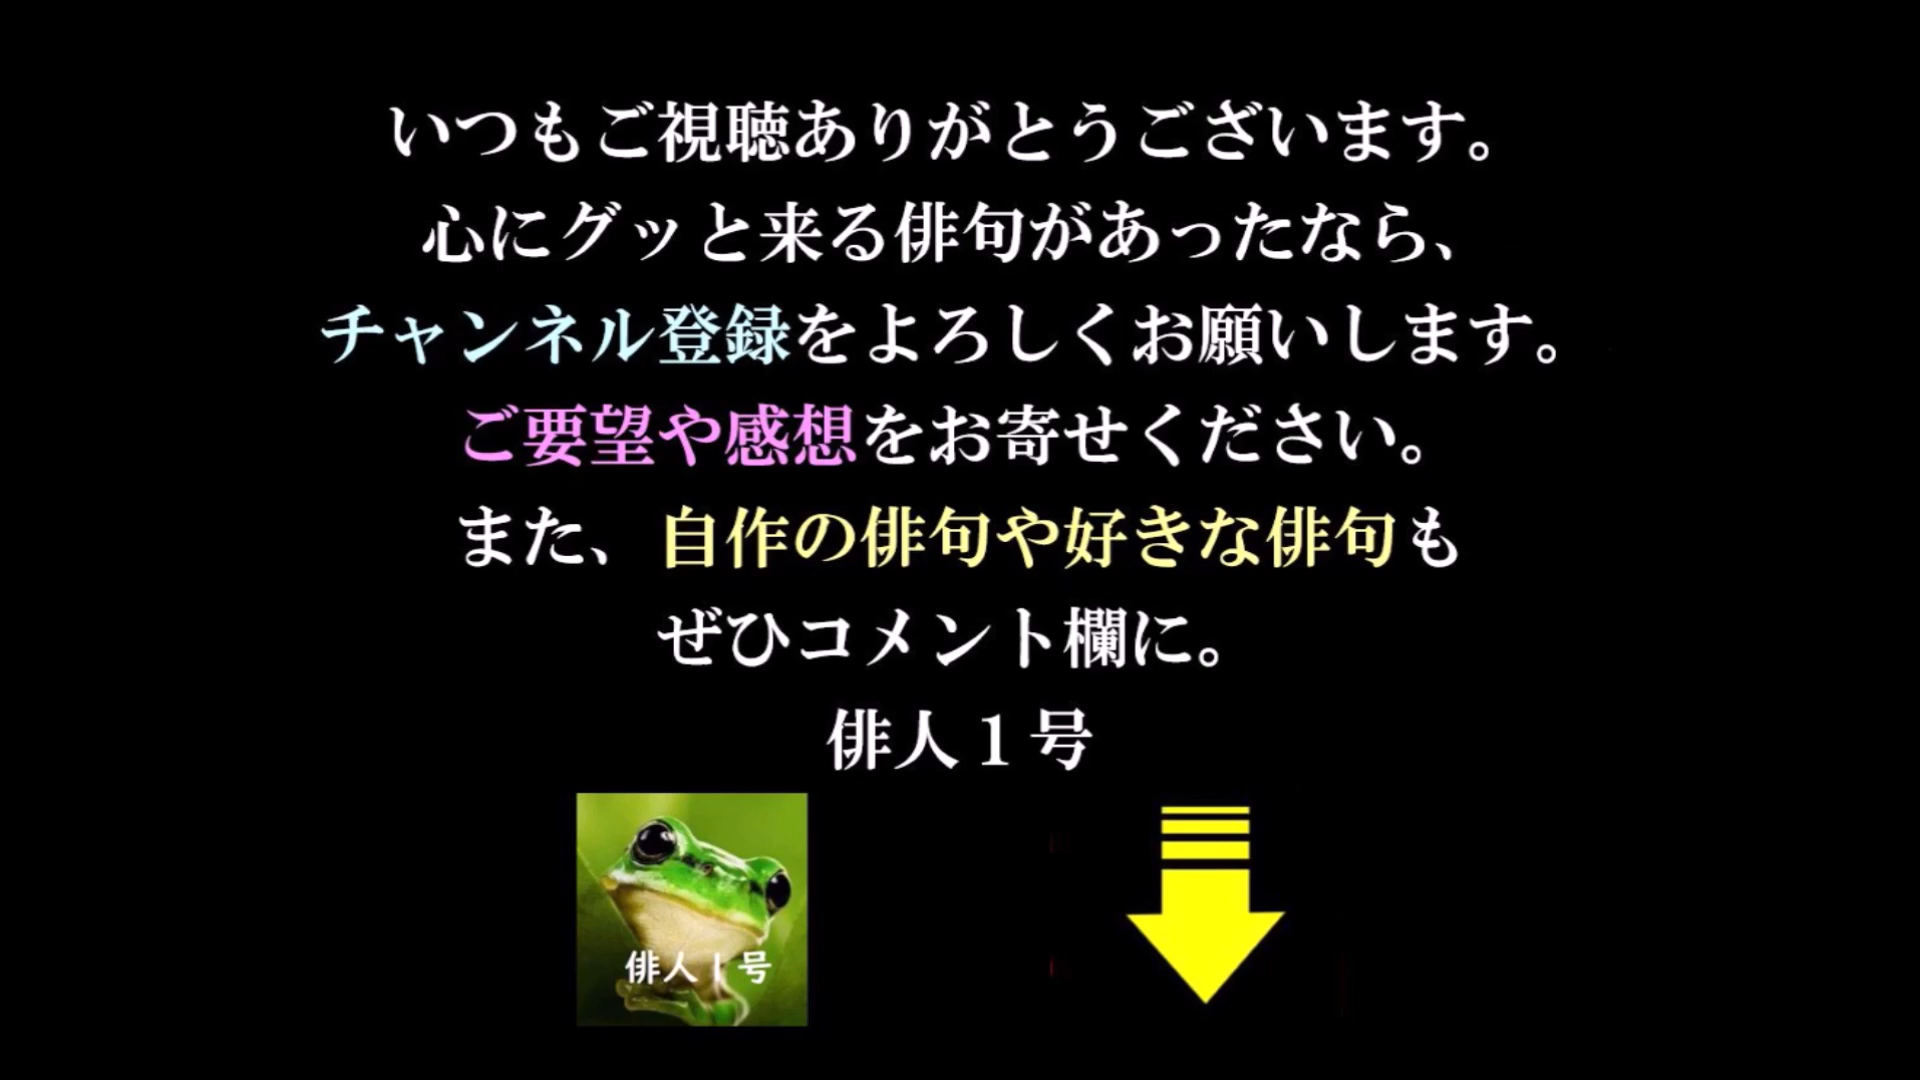 いつもご視聴ありがとうございます。
心にグッと来る俳句があったなら、
チャンネル登録をよろしくお願いします。
ご要望や感想をお寄せください。
また、自作の俳句や好きな俳句も
ぜひコメント欄に。
俳人１号
俳人１号